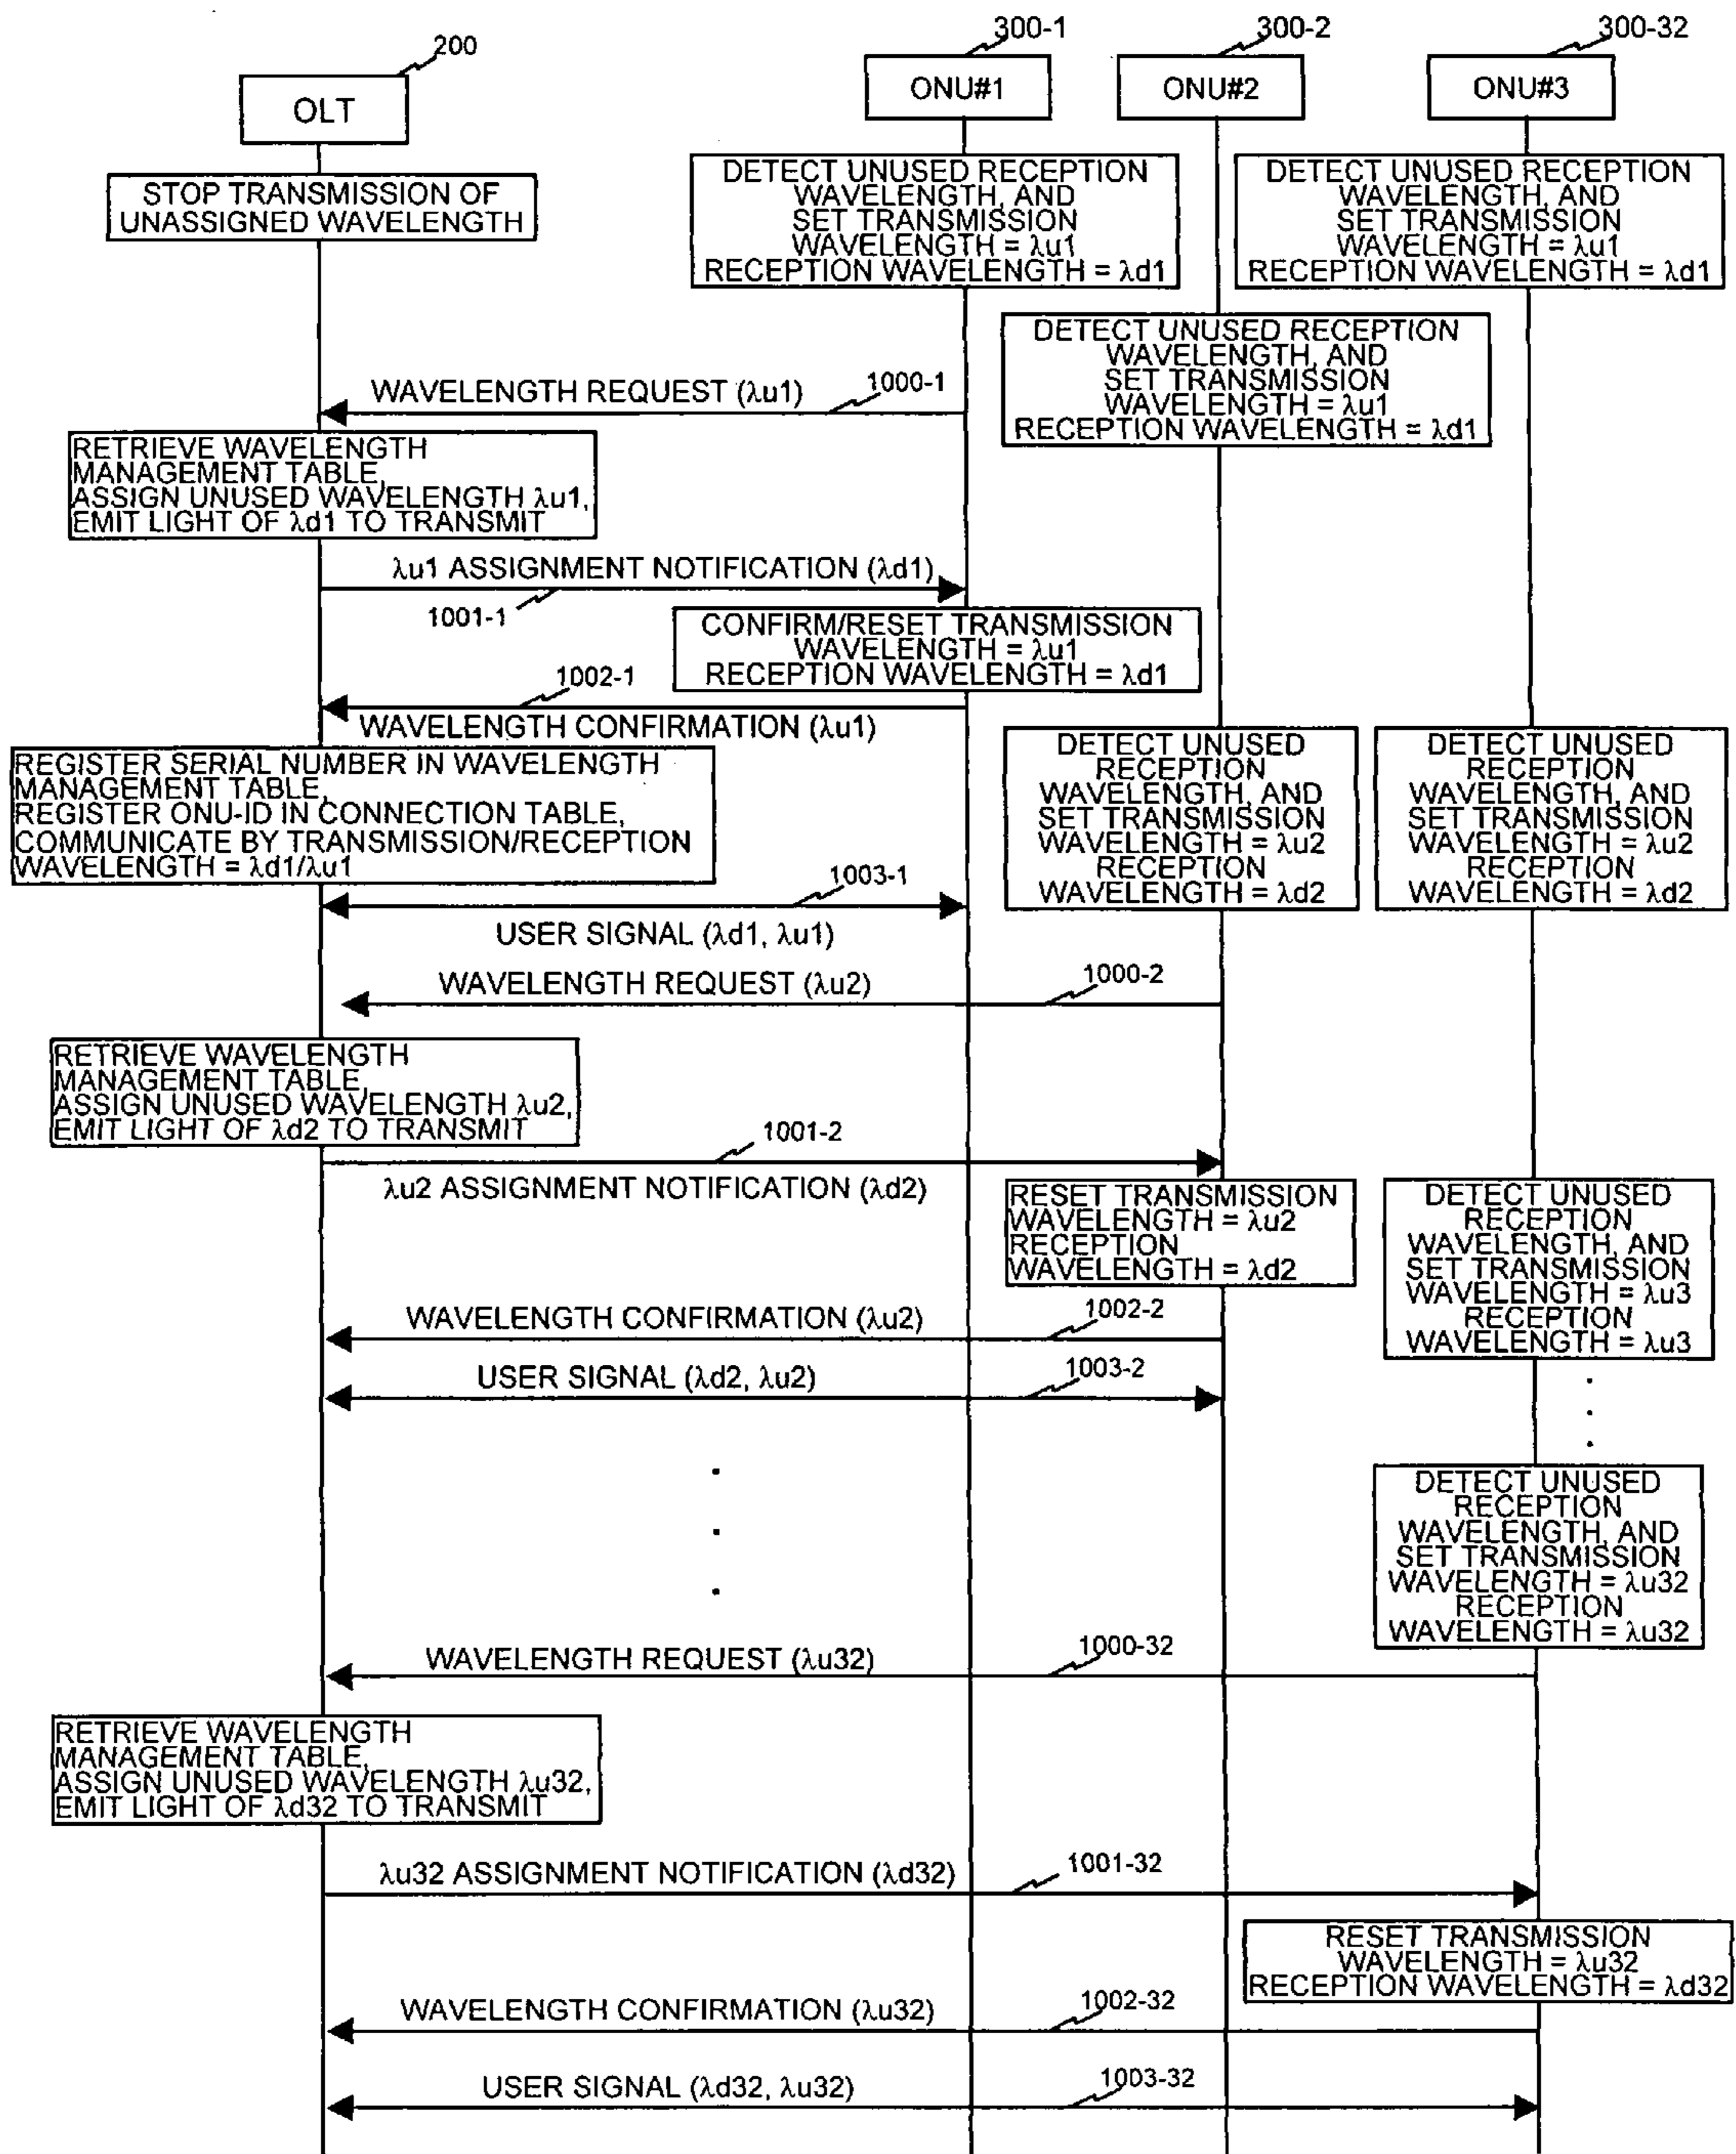 200
300-1
300-2
300-32
OLT
ONU#1
ONU#2
ONU#3
STOP TRANSMISSION OF
UNASSIGNED WAVELENGTH
DETECT UNUSED RECEPTION
WAVELENGTH, AND
SET TRANSMISSION
WAVELENGTH = λu1
RECEPTION WAVELENGTH = λd1
DETECT UNUSED RECEPTION
WAVELENGTH, AND
SET TRANSMISSION
WAVELENGTH = λu1
RECEPTION WAVELENGTH = λd1
DETECT UNUSED RECEPTION
WAVELENGTH, AND
SET TRANSMISSION
WAVELENGTH = λu1
RECEPTION WAVELENGTH = λd1
WAVELENGTH REQUEST (λu1)
1000-1
RETRIEVE WAVELENGTH
MANAGEMENT TABLE,
ASSIGN UNUSED WAVELENGTH λu1,
EMIT LIGHT OF λd1 TO TRANSMIT
λu1 ASSIGNMENT NOTIFICATION (λd1)
1001-1
CONFIRM/RESET TRANSMISSION
WAVELENGTH = λu1
RECEPTION WAVELENGTH = λd1
1002-1
WAVELENGTH CONFIRMATION (λu1)
REGISTER SERIAL NUMBER IN WAVELENGTH
MANAGEMENT TABLE,
REGISTER ONU-ID IN CONNECTION TABLE,
COMMUNICATE BY TRANSMISSION/RECEPTION
WAVELENGTH = λd1/λu1
DETECT UNUSED
RECEPTION
WAVELENGTH, AND
SET TRANSMISSION
WAVELENGTH = λu2
RECEPTION
WAVELENGTH = λd2
DETECT UNUSED
RECEPTION
WAVELENGTH, AND
SET TRANSMISSION
WAVELENGTH = λu2
RECEPTION
WAVELENGTH = λd2
1003-1
USER SIGNAL (λd1, λu1)
WAVELENGTH REQUEST (λu2)
1000-2
RETRIEVE WAVELENGTH
MANAGEMENT TABLE,
ASSIGN UNUSED WAVELENGTH λu2,
EMIT LIGHT OF λd2 TO TRANSMIT
1001-2
λu2 ASSIGNMENT NOTIFICATION (λd2)
RESET TRANSMISSION
WAVELENGTH = λu2
RECEPTION
WAVELENGTH = λd2
DETECT UNUSED
RECEPTION
WAVELENGTH, AND
SET TRANSMISSION
WAVELENGTH = λu3
RECEPTION
WAVELENGTH = λu3
WAVELENGTH CONFIRMATION (λu2)
1002-2
USER SIGNAL (λd2, λu2)
1003-2
DETECT UNUSED
RECEPTION
WAVELENGTH, AND
SET TRANSMISSION
WAVELENGTH = λu32
RECEPTION
WAVELENGTH = λu32
WAVELENGTH REQUEST (λu32)
1000-32
RETRIEVE WAVELENGTH
MANAGEMENT TABLE,
ASSIGN UNUSED WAVELENGTH λu32,
EMIT LIGHT OF λd32 TO TRANSMIT
λu32 ASSIGNMENT NOTIFICATION (λd32)
1001-32
RESET TRANSMISSION
WAVELENGTH = λu32
RECEPTION WAVELENGTH = λd32
WAVELENGTH CONFIRMATION (λu32)
1002-32
USER SIGNAL (λd32, λu32)
1003-32